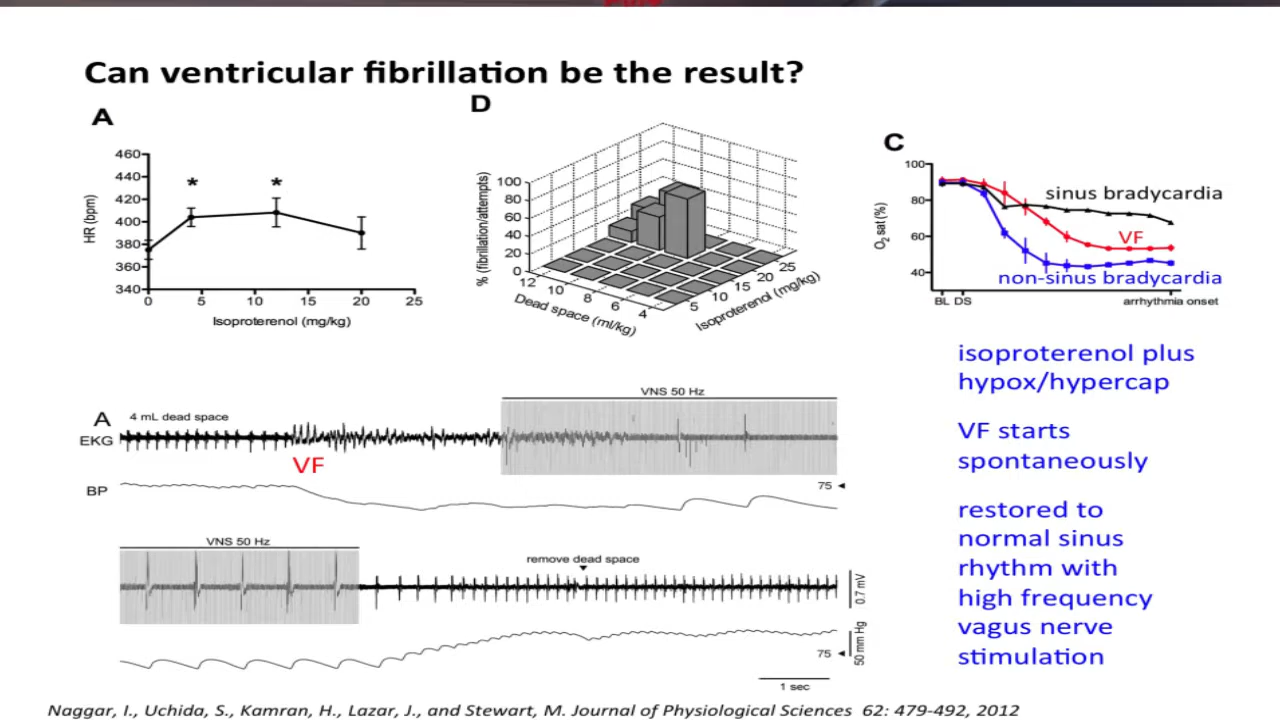 Can ventricular fibrillation be the result?
A
460
440
420
400
380
360
340
HR (bpm)
* *
0 5 10 15 20 25
Isoproterenol (mg/kg)
D
100
80
60
40
20
0
% (fibrillation/attempts)
12 10 8 6 4
Dead space (ml/kg)
5 10 15 20 25
Isoproterenol (mg/kg)
C
100
80
60
40
O2 sat (%)
sinus bradycardia
VF
non-sinus bradycardia
BL DS arrhythmia onset
isoproterenol plus
hypox/hypercap
VF starts
spontaneously
restored to
normal sinus
rhythm with
high frequency
vagus nerve
stimulation
VNS 50 Hz
A 4 mL dead space
EKG
VF
BP
75
VNS 50 Hz
remove dead space
0.7 mV
75
50 mm Hg
1 sec
Naggar, I., Uchida, S., Kamran, H., Lazar, J., and Stewart, M. Journal of Physiological Sciences 62: 479-492, 2012